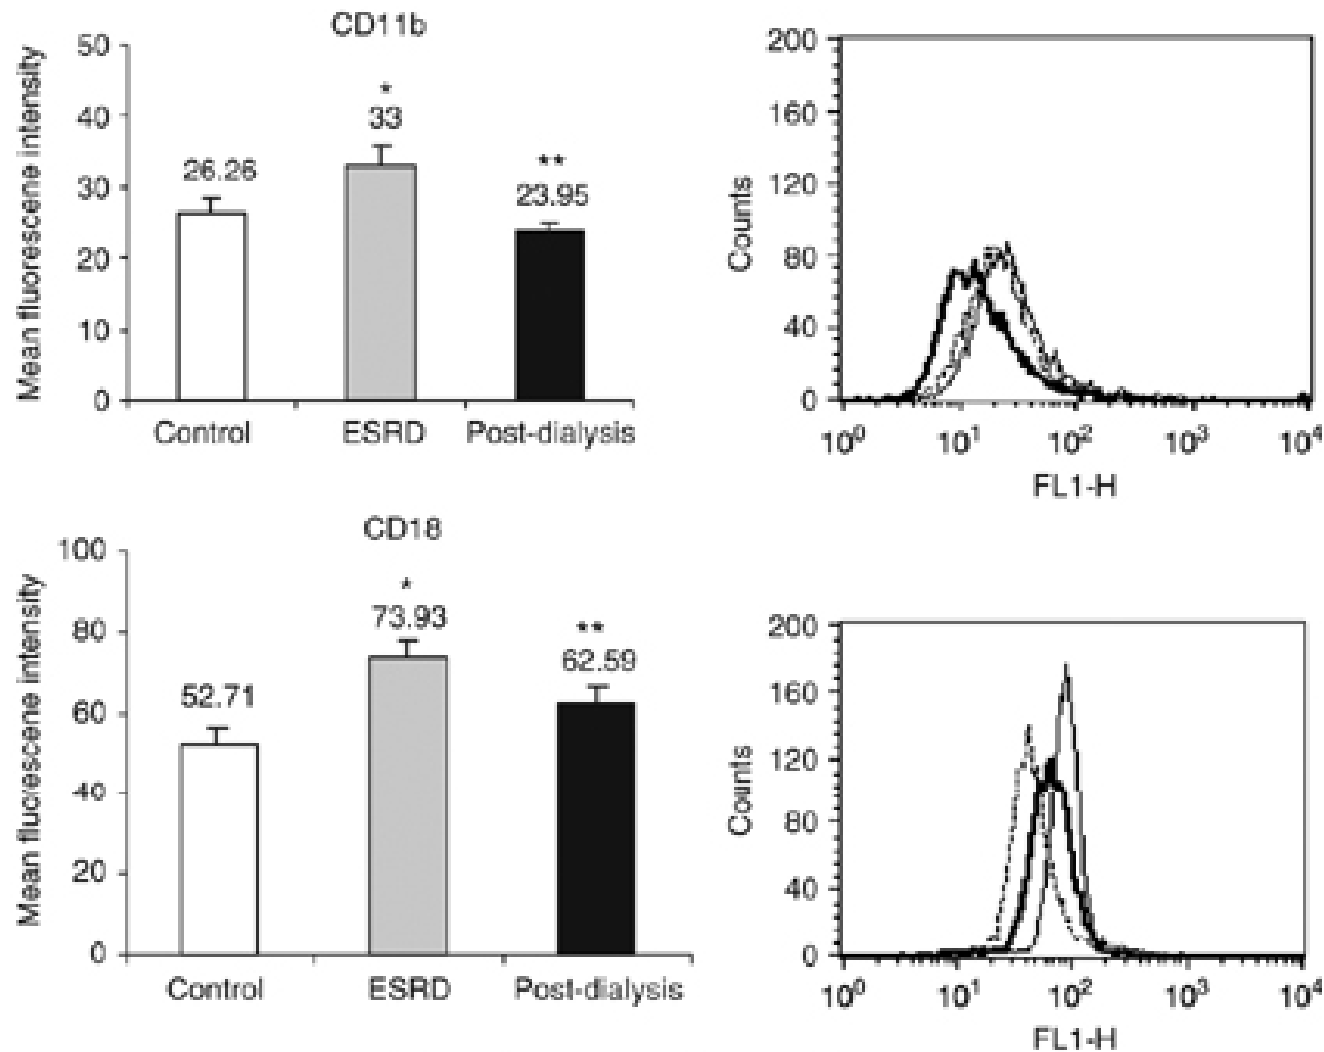 CD11b
Mean fluorescene intensity
50
40
30
20
10
0
26.26
*
33
**
23.95
Control ESRD Post-dialysis
Counts
200
160
120
80
40
0
10⁰ 10¹ 10² 10³ 10⁴
FL1-H
CD18
Mean fluorescene intensity
100
80
60
40
20
0
52.71
*
73.93
**
62.59
Control ESRD Post-dialysis
Counts
200
160
120
80
40
0
10⁰ 10¹ 10² 10³ 10⁴
FL1-H